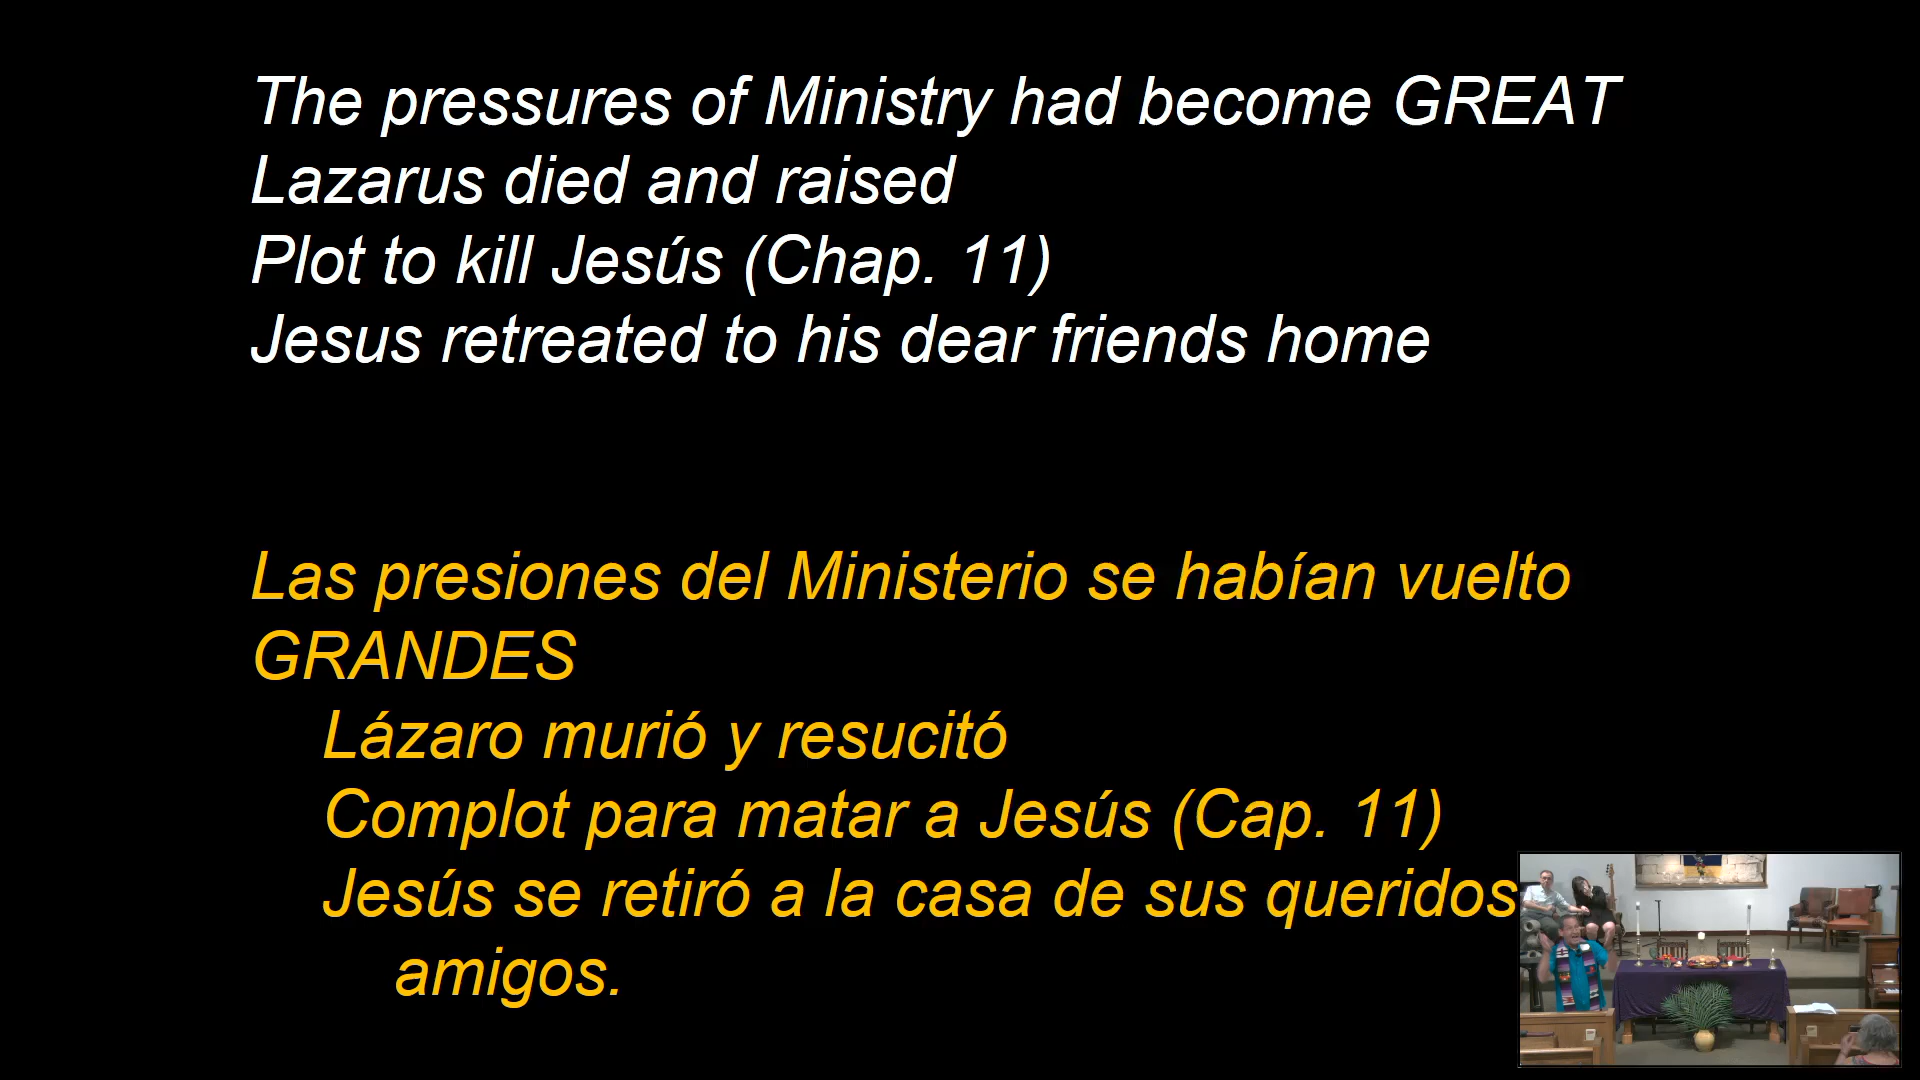 The pressures of Ministry had become GREAT
Lazarus died and raised
Plot to kill Jesús (Chap. 11)
Jesus retreated to his dear friends home
Las presiones del Ministerio se habían vuelto
GRANDES
Lázaro murió y resucitó
Complot para matar a Jesús (Cap. 11)
Jesús se retiró a la casa de sus queridos
amigos.